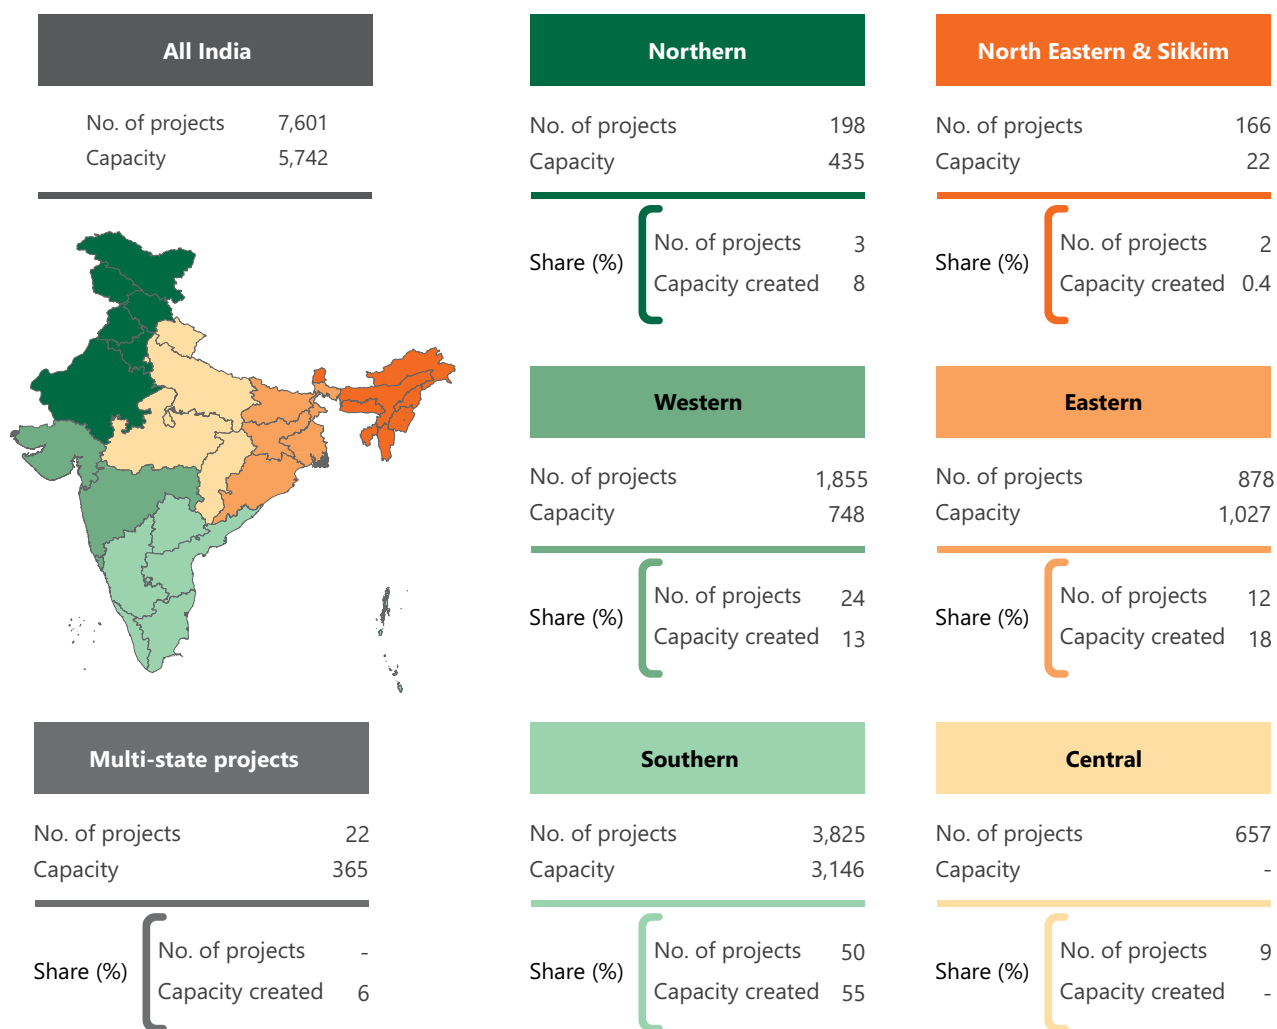 All India
No. of projects 7,601
Capacity 5,742
Northern
No. of projects 198
Capacity 435
Share (%)
No. of projects 3
Capacity created 8
North Eastern & Sikkim
No. of projects 166
Capacity 22
Share (%)
No. of projects 2
Capacity created 0.4
Western
No. of projects 1,855
Capacity 748
Share (%)
No. of projects 24
Capacity created 13
Eastern
No. of projects 878
Capacity 1,027
Share (%)
No. of projects 12
Capacity created 18
Multi-state projects
No. of projects 22
Capacity 365
Share (%)
No. of projects -
Capacity created 6
Southern
No. of projects 3,825
Capacity 3,146
Share (%)
No. of projects 50
Capacity created 55
Central
No. of projects 657
Capacity -
Share (%)
No. of projects 9
Capacity created -